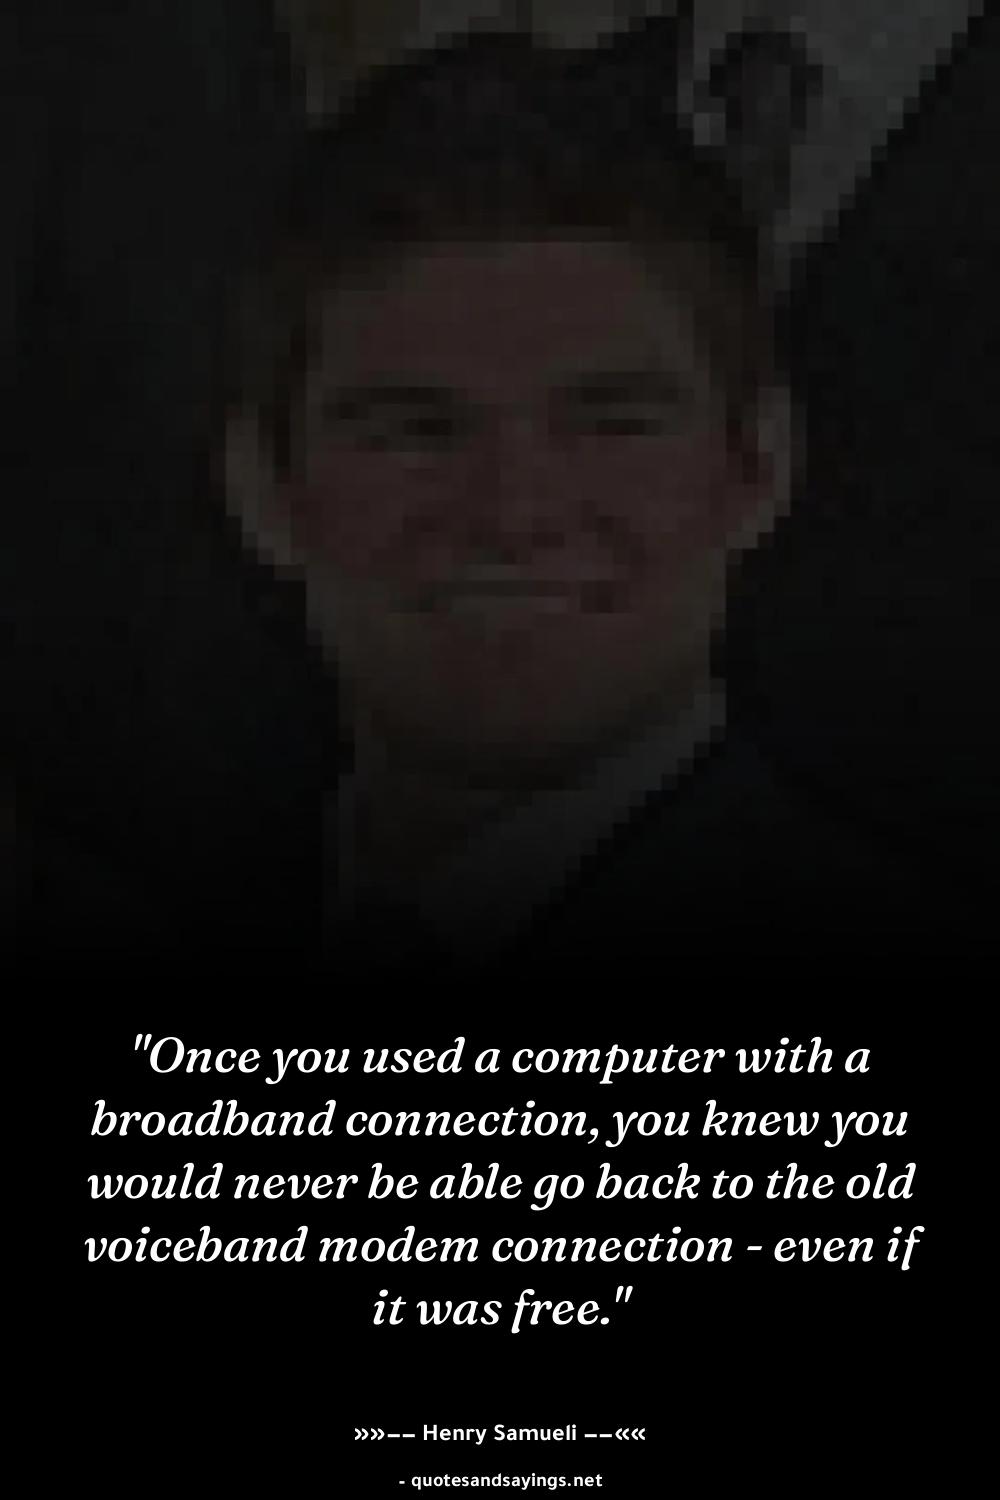 "Once you used a computer with a
broadband connection, you knew you
would never be able go back to the old
voiceband modem connection - even if
it was free."
»»−− Henry Samueli −−««
- quotesandsayings.net